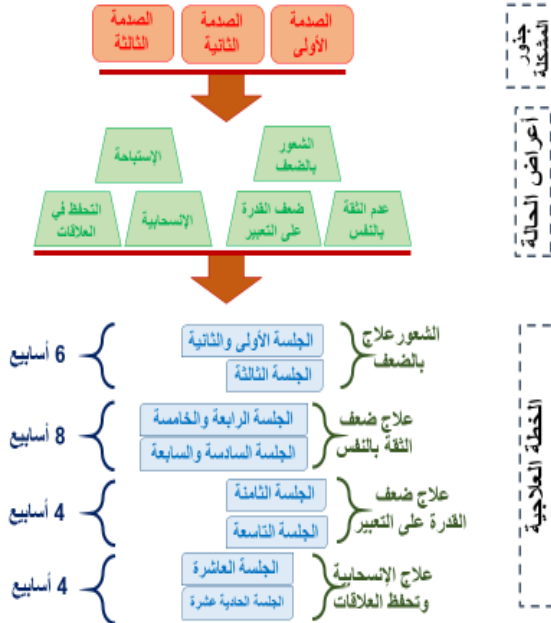 جذور
المشكلة
الصدمة
الأولى
الصدمة
الثانية
الصدمة
الثالثة
أعراض الحالة
الشعور
بالضعف
الإستباحة
عدم الثقة
بالنفس
ضعف القدرة
على التعبير
الإنسحابية
التحفظ في
العلاقات
الخطة العلاجية
الشعور علاج
بالضعف
الجلسة الأولى والثانية
الجلسة الثالثة
6 أسابيع
علاج ضعف
الثقة بالنفس
الجلسة الرابعة والخامسة
الجلسة السادسة والسابعة
8 أسابيع
علاج ضعف
القدرة على التعبير
الجلسة الثامنة
الجلسة التاسعة
4 أسابيع
علاج الإنسحابية
وتحفظ العلاقات
الجلسة العاشرة
الجلسة الحادية عشرة
4 أسابيع